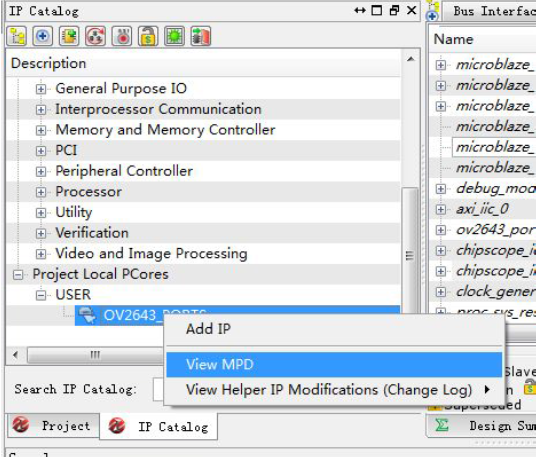 IP Catalog
Description
General Purpose IO
Interprocessor Communication
Memory and Memory Controller
PCI
Peripheral Controller
Processor
Utility
Verification
Video and Image Processing
Project Local PCores
USER
OV2643_PORTS
Add IP
View MPD
View Helper IP Modifications (Change Log)
Search IP Catalog:
Project
IP Catalog
Bus Interfac
Name
microblaze_
microblaze_
microblaze_
microblaze_
microblaze_
microblaze_
debug_mod
axi_iic_0
ov2643_por
chipscope_i
chipscope_i
clock_gener
proc_sys_res
Slave
Superseded
Design Sum